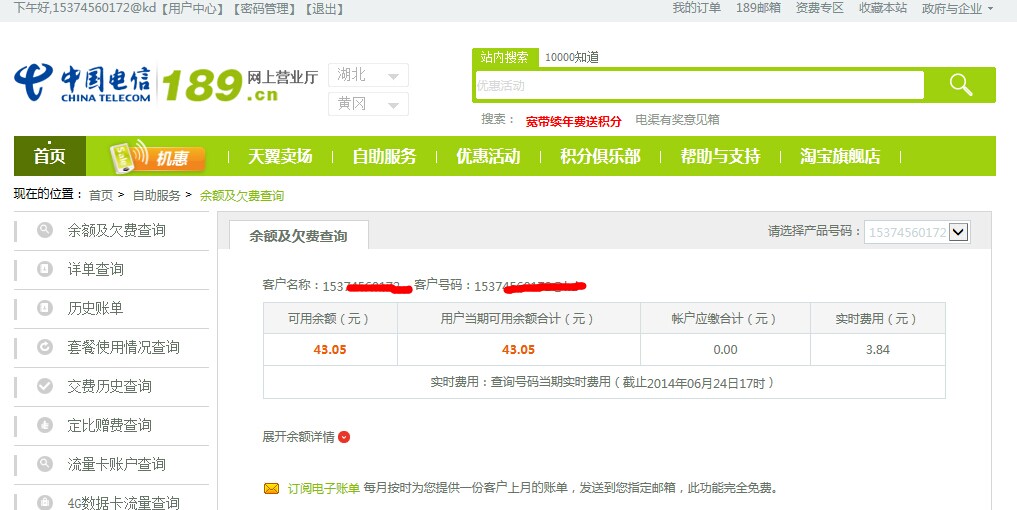 下午好,15374560172@kd【用户中心】【密码管理】【退出】 我的订单 189邮箱 资费专区 收藏本站 政府与企业
中国电信 CHINA TELECOM 189.cn 网上营业厅
湖北
黄冈
站内搜索 10000知道
优惠活动
搜索： 宽带续年费送积分 电渠有奖意见箱
首页 Sale 机惠 天翼卖场 自助服务 优惠活动 积分俱乐部 帮助与支持 淘宝旗舰店
现在的位置： 首页 > 自助服务 > 余额及欠费查询
余额及欠费查询
详单查询
历史账单
套餐使用情况查询
交费历史查询
定比赠费查询
流量卡账户查询
4G数据卡流量查询
余额及欠费查询 请选择产品号码： 15374560172
客户名称：1537 客户号码：15374
可用余额（元） 用户当期可用余额合计（元） 帐户应缴合计（元） 实时费用（元）
43.05 43.05 0.00 3.84
实时费用：查询号码当期实时费用（截止2014年06月24日17时）
展开余额详情
订阅电子账单 每月按时为您提供一份客户上月的账单，发送到您指定邮箱，此功能完全免费。